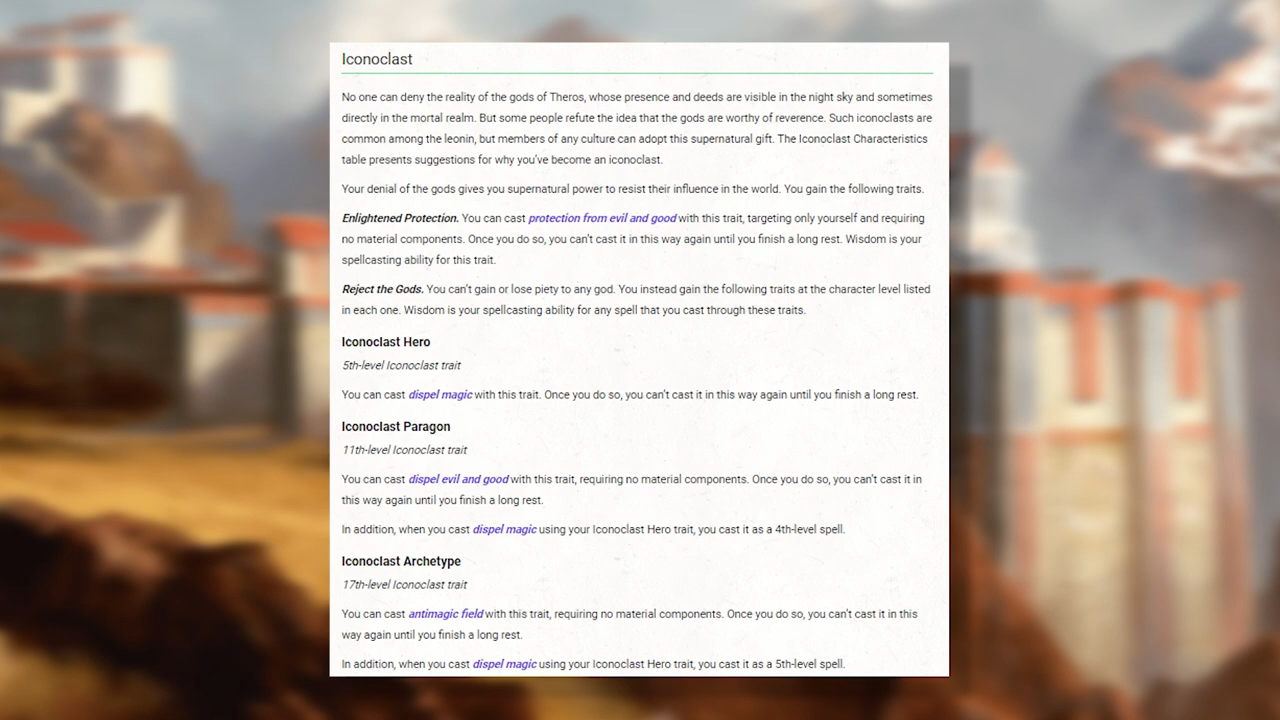 Iconoclast
No one can deny the reality of the gods of Theros, whose presence and deeds are visible in the night sky and sometimes
directly in the mortal realm. But some people refute the idea that the gods are worthy of reverence. Such iconoclasts are
common among the leonin, but members of any culture can adopt this supernatural gift. The Iconoclast Characteristics
table presents suggestions for why you've become an iconoclast.
Your denial of the gods gives you supernatural power to resist their influence in the world. You gain the following traits.
Enlightened Protection. You can cast protection from evil and good with this trait, targeting only yourself and requiring
no material components. Once you do so, you can't cast it in this way again until you finish a long rest. Wisdom is your
spellcasting ability for this trait.
Reject the Gods. You can't gain or lose piety to any god. You instead gain the following traits at the character level listed
in each one. Wisdom is your spellcasting ability for any spell that you cast through these traits.
Iconoclast Hero
5th-level Iconoclast trait
You can cast dispel magic with this trait. Once you do so, you can't cast it in this way again until you finish a long rest.
Iconoclast Paragon
11th-level Iconoclast trait
You can cast dispel evil and good with this trait, requiring no material components. Once you do so, you can't cast it in
this way again until you finish a long rest.
In addition, when you cast dispel magic using your Iconoclast Hero trait, you cast it as a 4th-level spell.
Iconoclast Archetype
17th-level Iconoclast trait
You can cast antimagic field with this trait, requiring no material components. Once you do so, you can't cast it in this
way again until you finish a long rest.
In addition, when you cast dispel magic using your Iconoclast Hero trait, you cast it as a 5th-level spell.